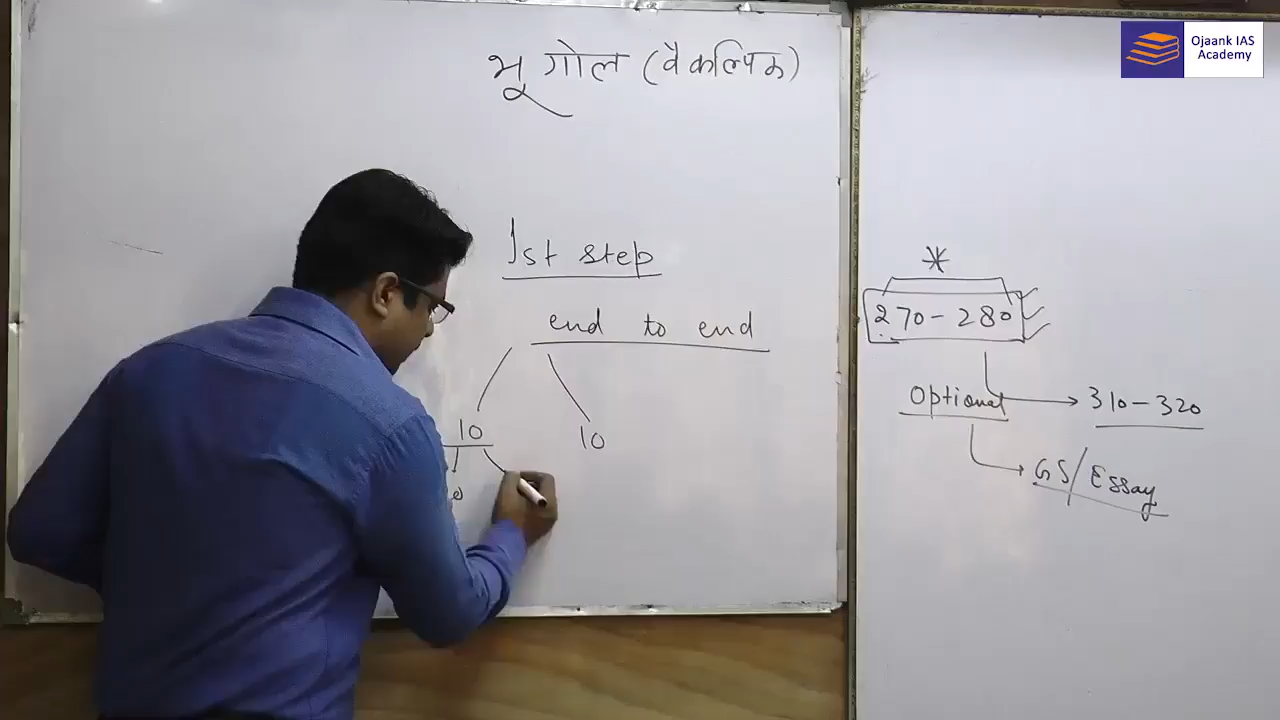 भूगोल (वैकल्पिक)
1st step
end to end
10
10
*
270-280
Optional
310-320
GS/Essay
Ojaank IAS
Academy